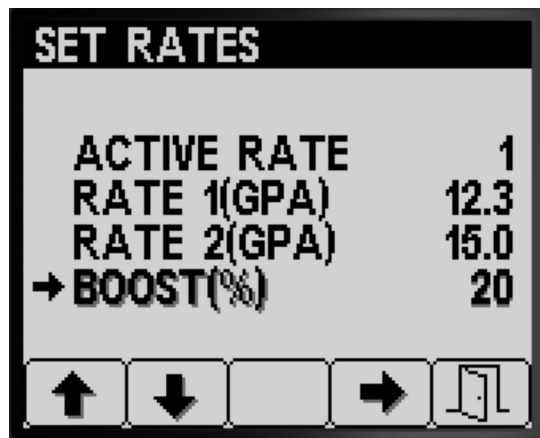 SET RATES
ACTIVE RATE 1
RATE 1(GPA) 12.3
RATE 2(GPA) 15.0
BOOST(%) 20